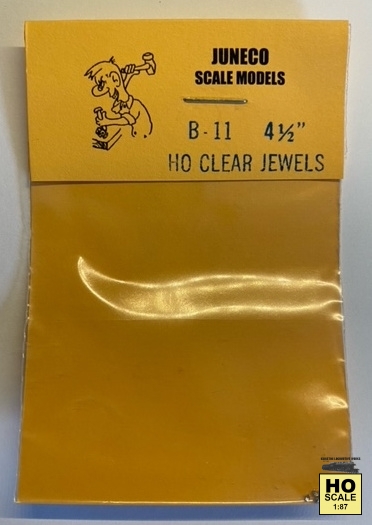 JUNECO
SCALE MODELS
B-11 4½"
HO CLEAR JEWELS
HO
SCALE
1:87